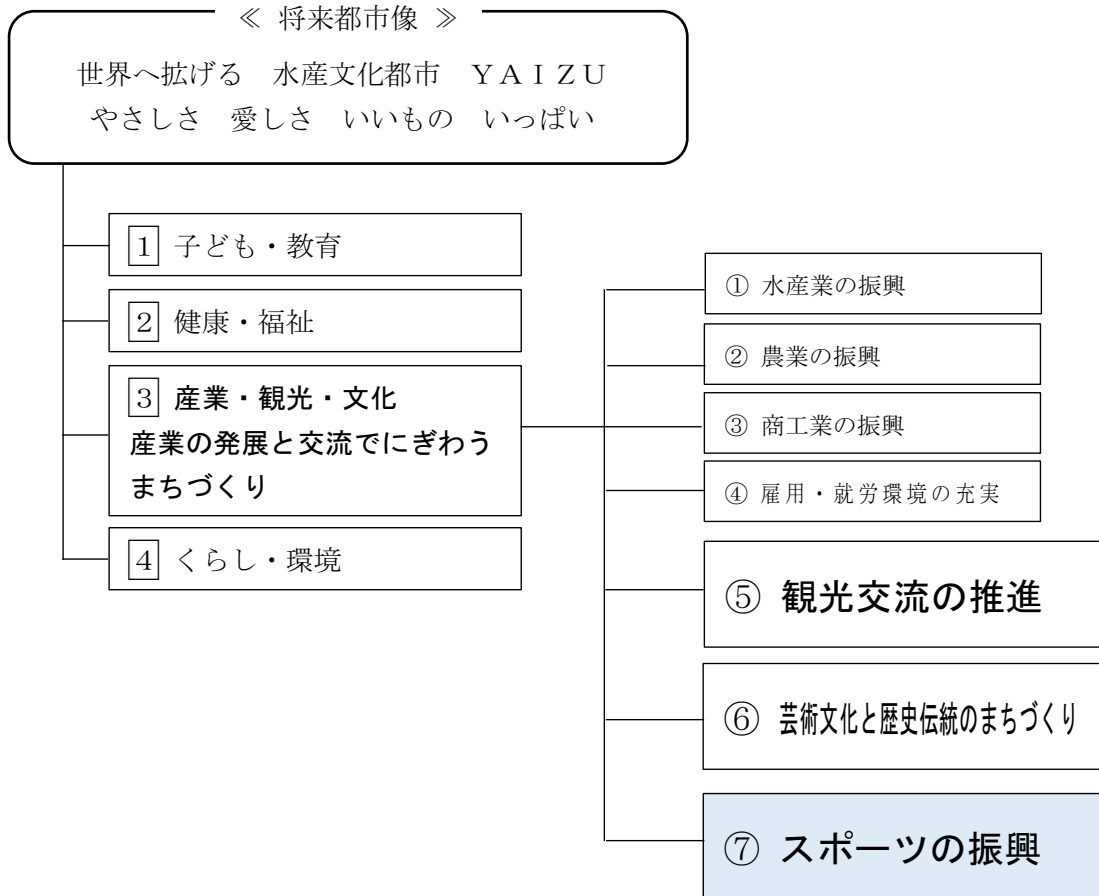 ≪ 将来都市像 ≫
世界へ拡げる 水産文化都市 ＹＡＩＺＵ
やさしさ 愛しさ いいもの いっぱい
1 子ども・教育
2 健康・福祉
3 産業・観光・文化
産業の発展と交流でにぎわう
まちづくり
4 くらし・環境
① 水産業の振興
② 農業の振興
③ 商工業の振興
④ 雇用・就労環境の充実
⑤ 観光交流の推進
⑥ 芸術文化と歴史伝統のまちづくり
⑦ スポーツの振興